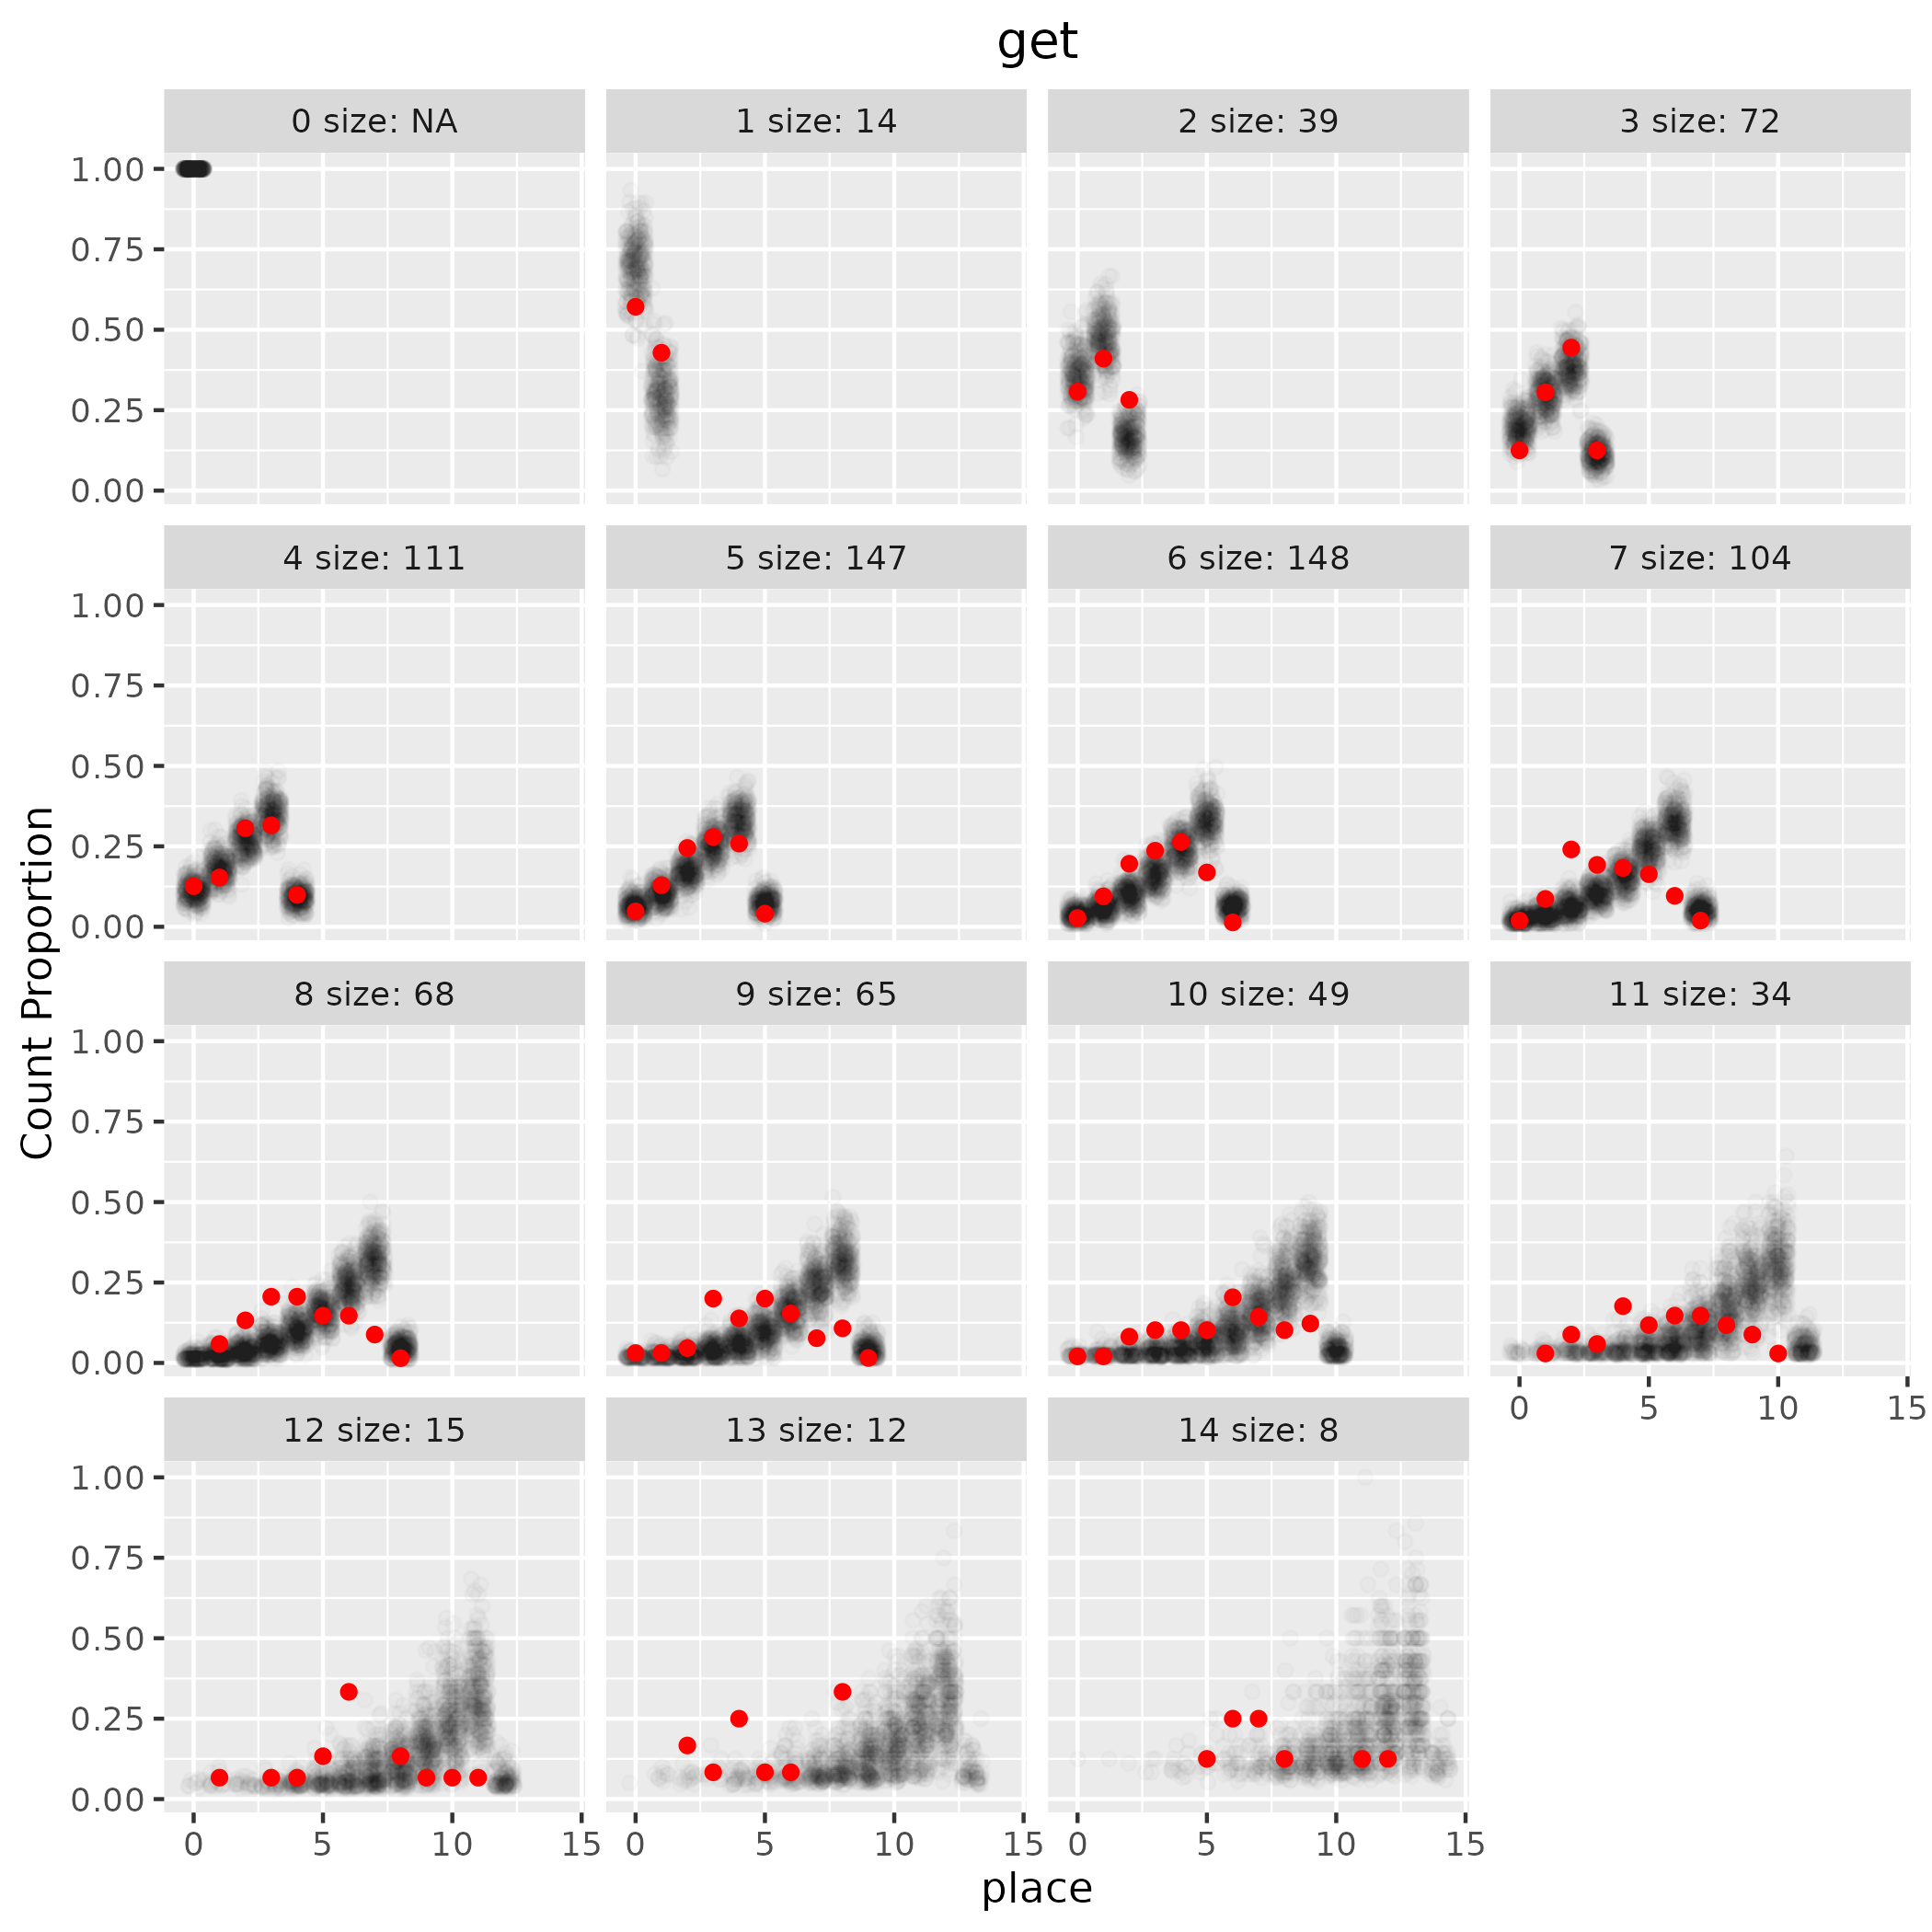 get
0 size: NA
1 size: 14
2 size: 39
3 size: 72
1.00
0.75
0.50
0.25
0.00
4 size: 111
5 size: 147
6 size: 148
7 size: 104
1.00
0.75
0.50
0.25
0.00
Count Proportion
8 size: 68
9 size: 65
10 size: 49
11 size: 34
1.00
0.75
0.50
0.25
0.00
0 5 10 15
12 size: 15
13 size: 12
14 size: 8
1.00
0.75
0.50
0.25
0.00
0 5 10 15
0 5 10 15
0 5 10 15
place